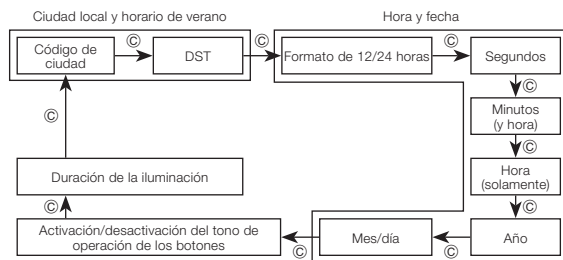 Ciudad local y horario de verano
Hora y fecha
Código de
ciudad
Ⓒ
DST
Ⓒ
Formato de 12/24 horas
Ⓒ
Segundos
Ⓒ
Minutos
(y hora)
Ⓒ
Hora
(solamente)
Ⓒ
Año
Ⓒ
Mes/día
Ⓒ
Activación/desactivación del tono de
operación de los botones
Ⓒ
Duración de la iluminación
Ⓒ